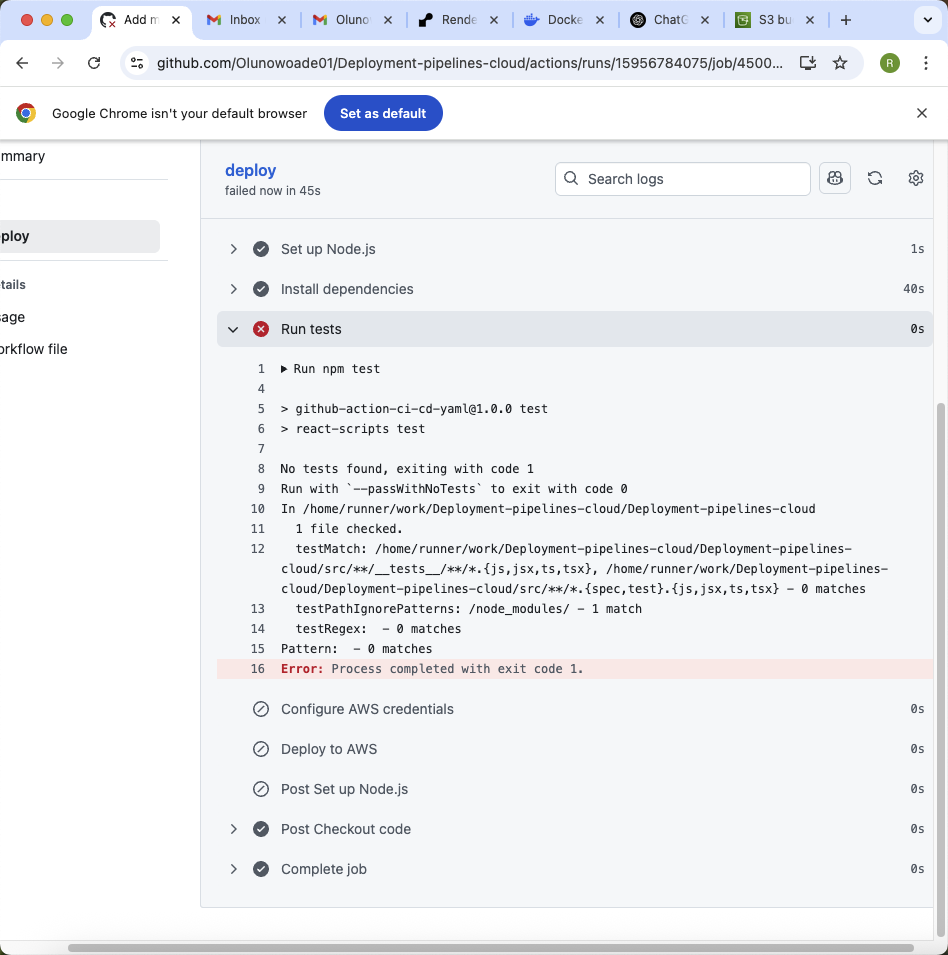 Add m
Inbox
Oluno
Rende
Docke
ChatG
S3 bu
github.com/Olunowoade01/Deployment-pipelines-cloud/actions/runs/15956784075/job/4500...
R
Google Chrome isn't your default browser
Set as default
mmary
ploy
etails
sage
orkflow file
deploy
failed now in 45s
Search logs
Set up Node.js 1s
Install dependencies 40s
Run tests 0s
1 Run npm test
4
5 > github-action-ci-cd-yaml@1.0.0 test
6 > react-scripts test
7
8 No tests found, exiting with code 1
9 Run with `--passWithNoTests` to exit with code 0
10 In /home/runner/work/Deployment-pipelines-cloud/Deployment-pipelines-cloud
11 1 file checked.
12 testMatch: /home/runner/work/Deployment-pipelines-cloud/Deployment-pipelines-
cloud/src/**/__tests__/**/*.{js,jsx,ts,tsx}, /home/runner/work/Deployment-pipelines-
cloud/Deployment-pipelines-cloud/src/**/*.{spec,test}.{js,jsx,ts,tsx} - 0 matches
13 testPathIgnorePatterns: /node_modules/ - 1 match
14 testRegex:  - 0 matches
15 Pattern:  - 0 matches
16 Error: Process completed with exit code 1.
Configure AWS credentials 0s
Deploy to AWS 0s
Post Set up Node.js 0s
Post Checkout code 0s
Complete job 0s